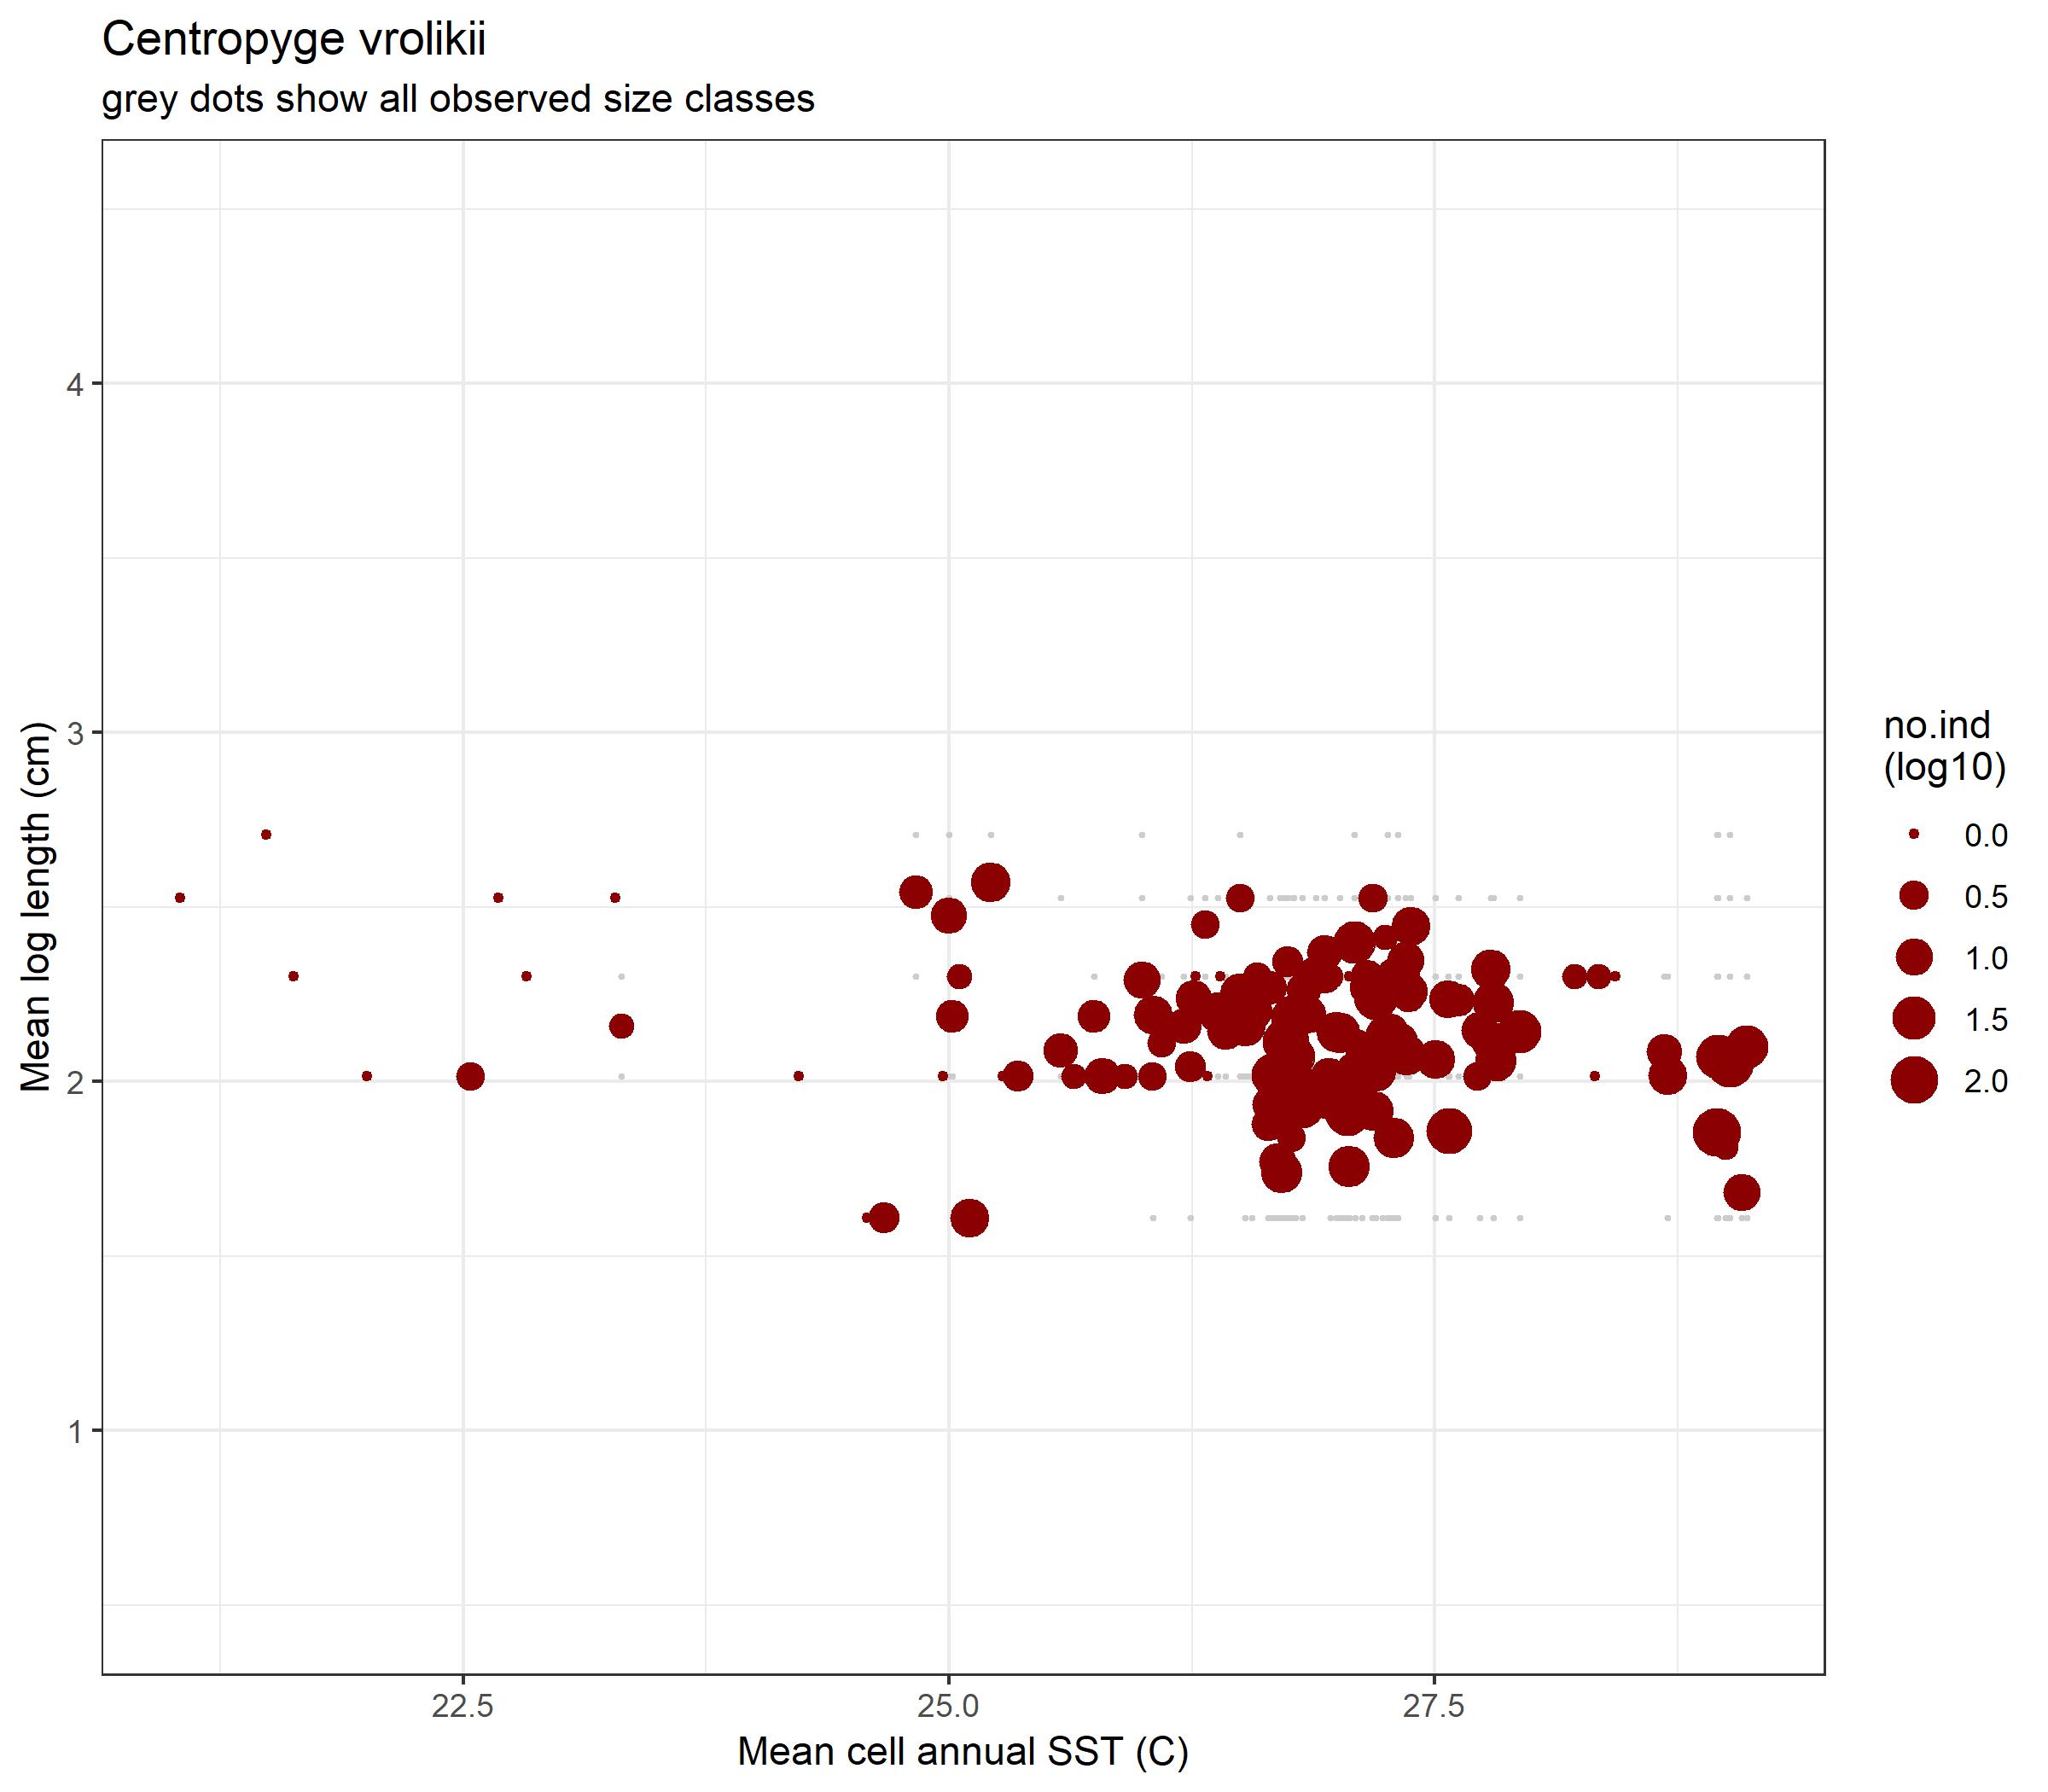 Centropyge vrolikii
grey dots show all observed size classes
Mean log length (cm)
4
3
2
1
22.5
25.0
27.5
Mean cell annual SST (C)
no.ind
(log10)
0.0
0.5
1.0
1.5
2.0